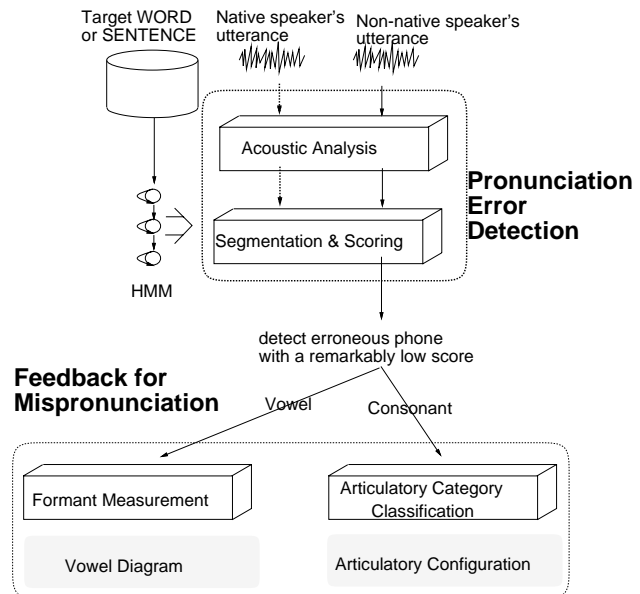 Target WORD
or SENTENCE
Native speaker's
utterance
Non-native speaker's
utterance
Acoustic Analysis
Segmentation & Scoring
Pronunciation
Error
Detection
HMM
detect erroneous phone
with a remarkably low score
Feedback for
Mispronunciation
Vowel
Consonant
Formant Measurement
Articulatory Category
Classification
Vowel Diagram
Articulatory Configuration